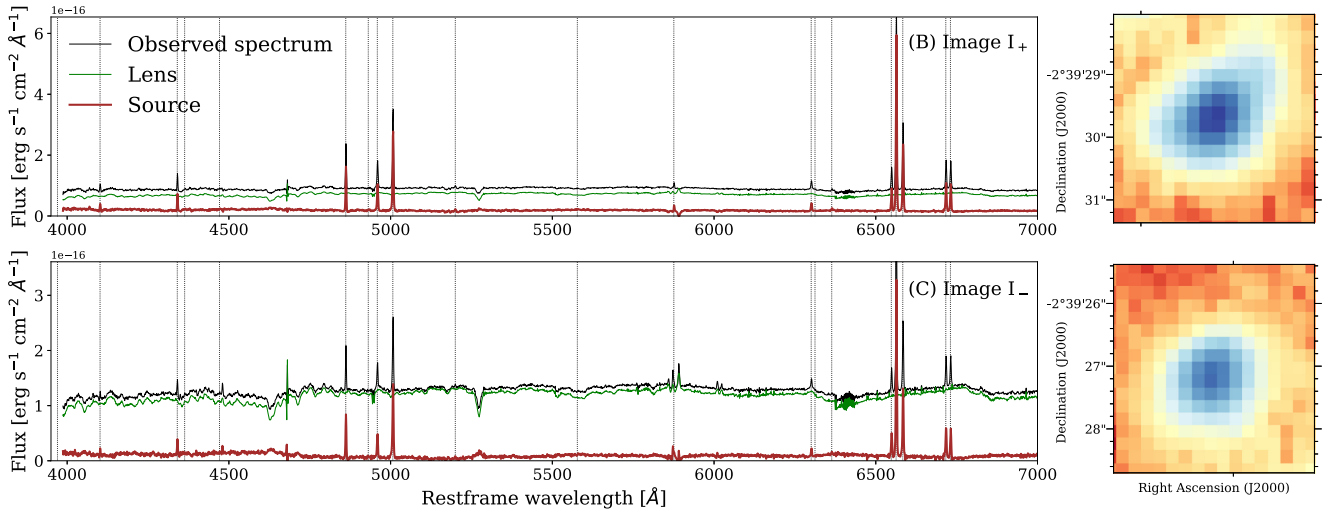 1e−16
Flux [erg s−1 cm−2 Å−1]
6
4
2
0
Observed spectrum
Lens
Source
(B) Image I+
4000 4500 5000 5500 6000 6500 7000
Declination (J2000)
-2°39'29"
30"
31"
1e−16
Flux [erg s−1 cm−2 Å−1]
3
2
1
0
(C) Image I−
4000 4500 5000 5500 6000 6500 7000
Restframe wavelength [Å]
Declination (J2000)
-2°39'26"
27"
28"
Right Ascension (J2000)